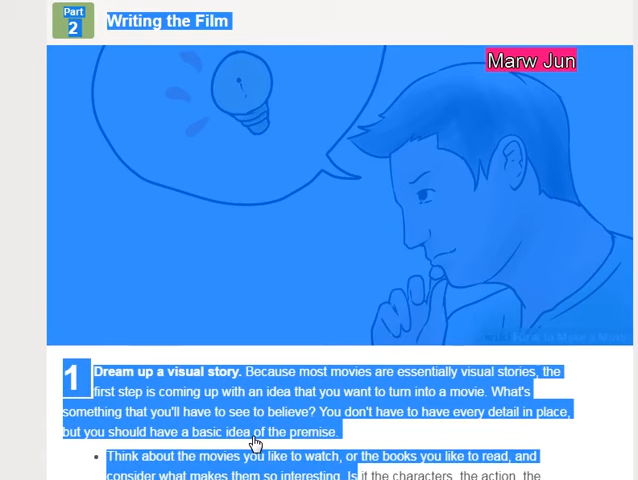 Part
2
Writing the Film
Marw Jun
1
Dream up a visual story. Because most movies are essentially visual stories, the
first step is coming up with an idea that you want to turn into a movie. What's
something that you'll have to see to believe? You don't have to have every detail in place,
but you should have a basic idea of the premise.
• Think about the movies you like to watch, or the books you like to read, and
consider what makes them so interesting. Is it the characters, the action, the